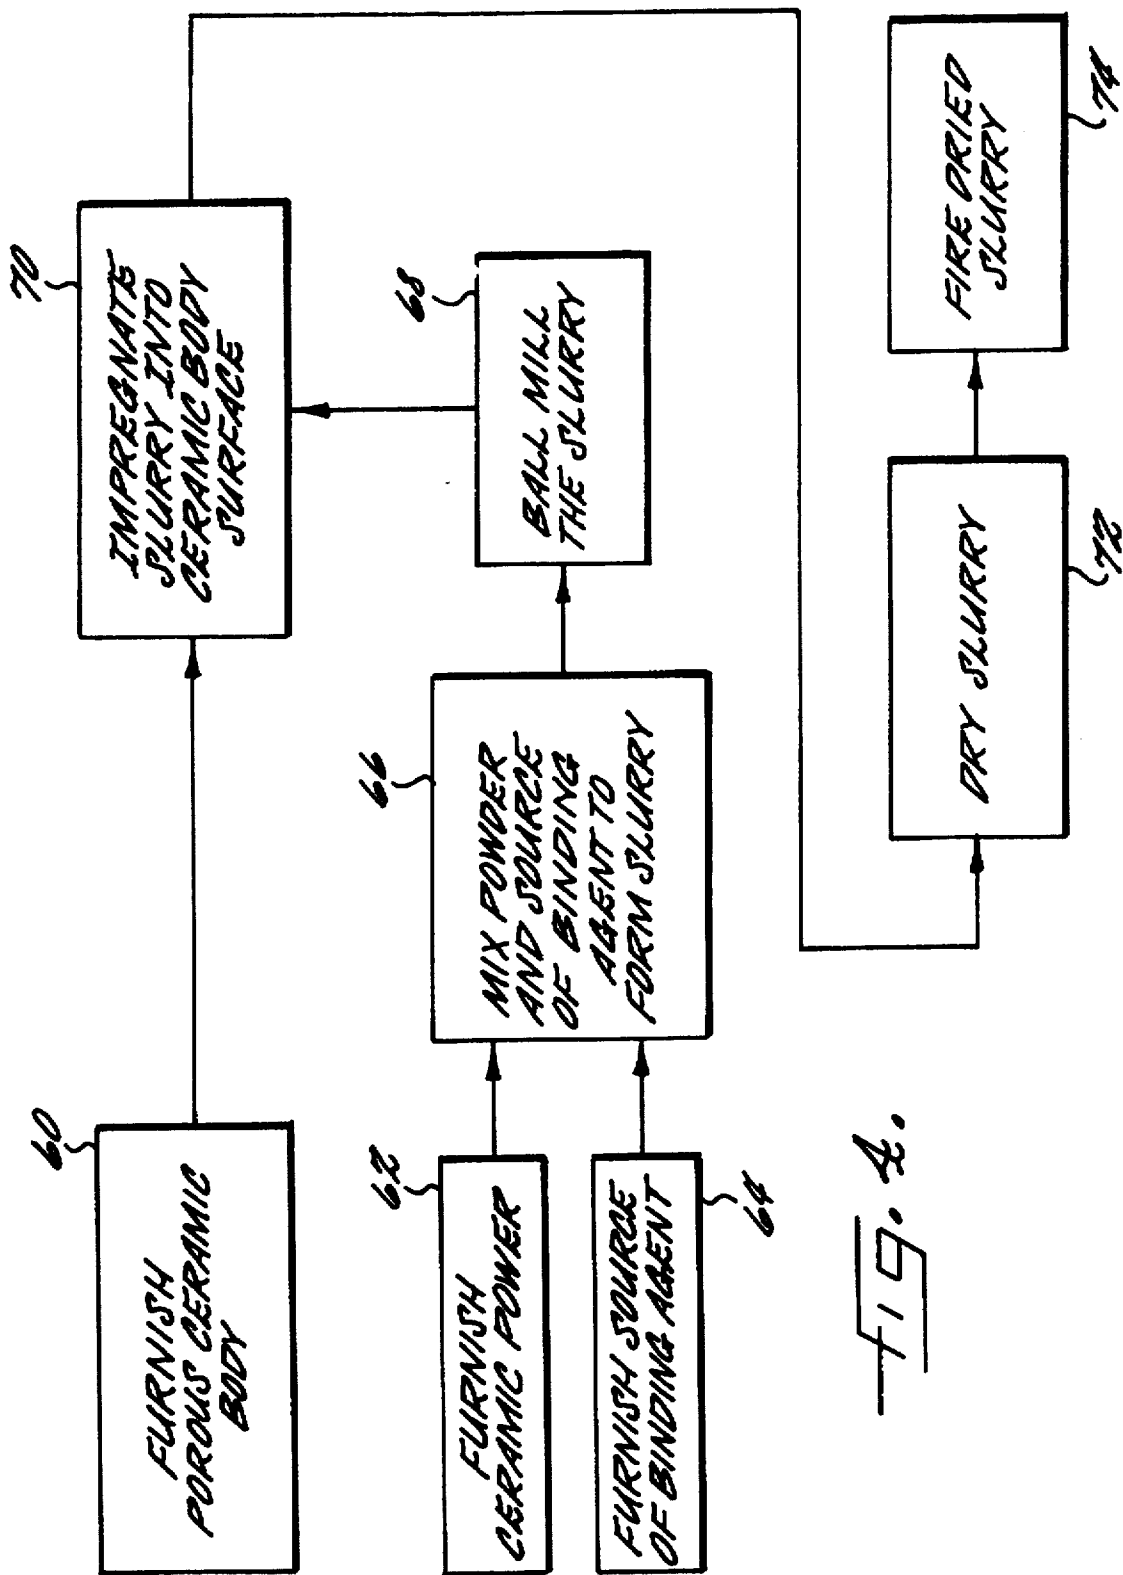 60
FURNISH
POROUS CERAMIC
BODY
70
IMPREGNATE
SLURRY INTO
CERAMIC BODY
SURFACE
62
FURNISH
CERAMIC POWER
64
FURNISH SOURCE
OF BINDING AGENT
66
MIX POWDER
AND SOURCE
OF BINDING
AGENT TO
FORM SLURRY
68
BALL MILL
THE SLURRY
72
DRY SLURRY
74
FIRE DRIED
SLURRY
FIG. 4.